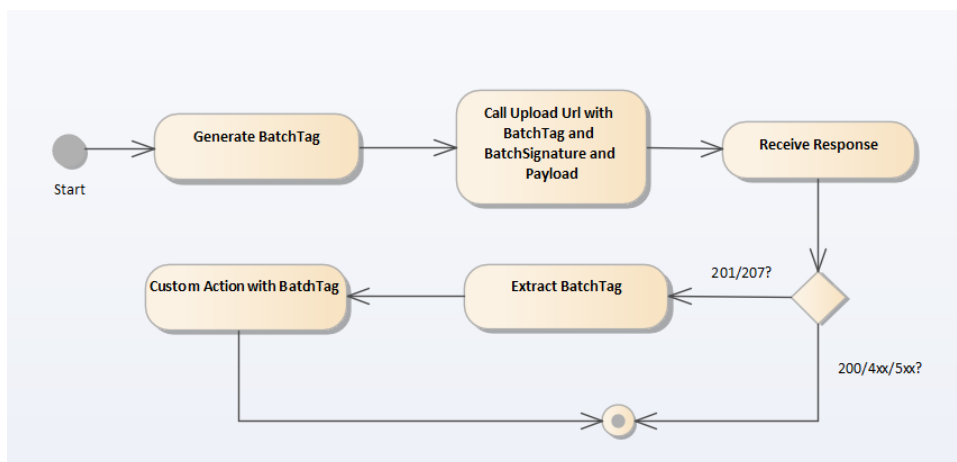 Generate BatchTag
Call Upload Url with
BatchTag and
BatchSignature and
Payload
Receive Response
Start
201/207?
Custom Action with BatchTag
Extract BatchTag
200/4xx/5xx?